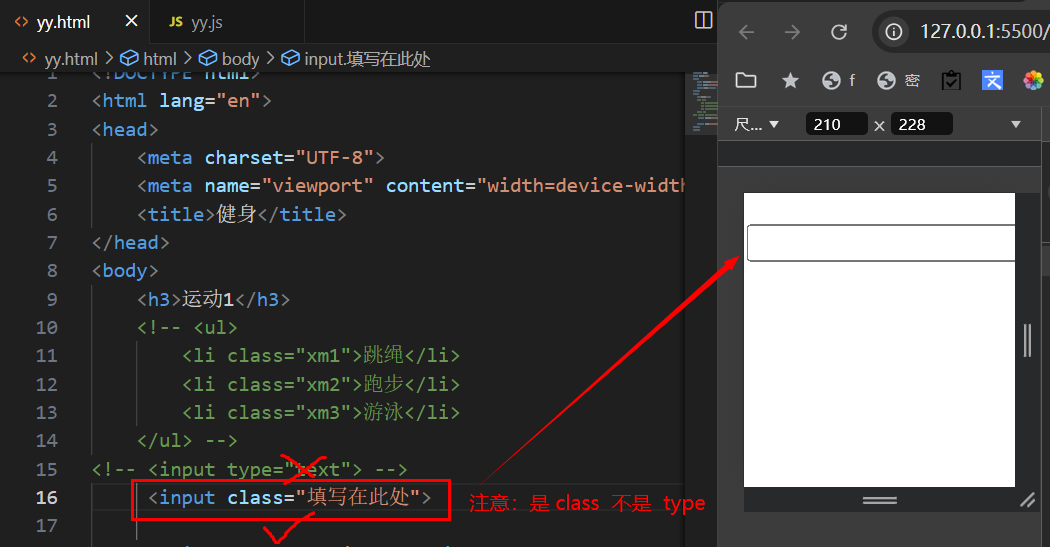 yy.html
yy.js
127.0.0.1:5500/
yy.html > html > body > input.填写在此处
f
密
文
尺... 210 × 228
1 <!DOCTYPE html>
2 <html lang="en">
3 <head>
4 <meta charset="UTF-8">
5 <meta name="viewport" content="width=device-width
6 <title>健身</title>
7 </head>
8 <body>
9 <h3>运动1</h3>
10 <!-- <ul>
11 <li class="xm1">跳绳</li>
12 <li class="xm2">跑步</li>
13 <li class="xm3">游泳</li>
14 </ul> -->
15 <!-- <input type="text"> -->
16 <input class="填写在此处">
注意：是 class 不是 type
17